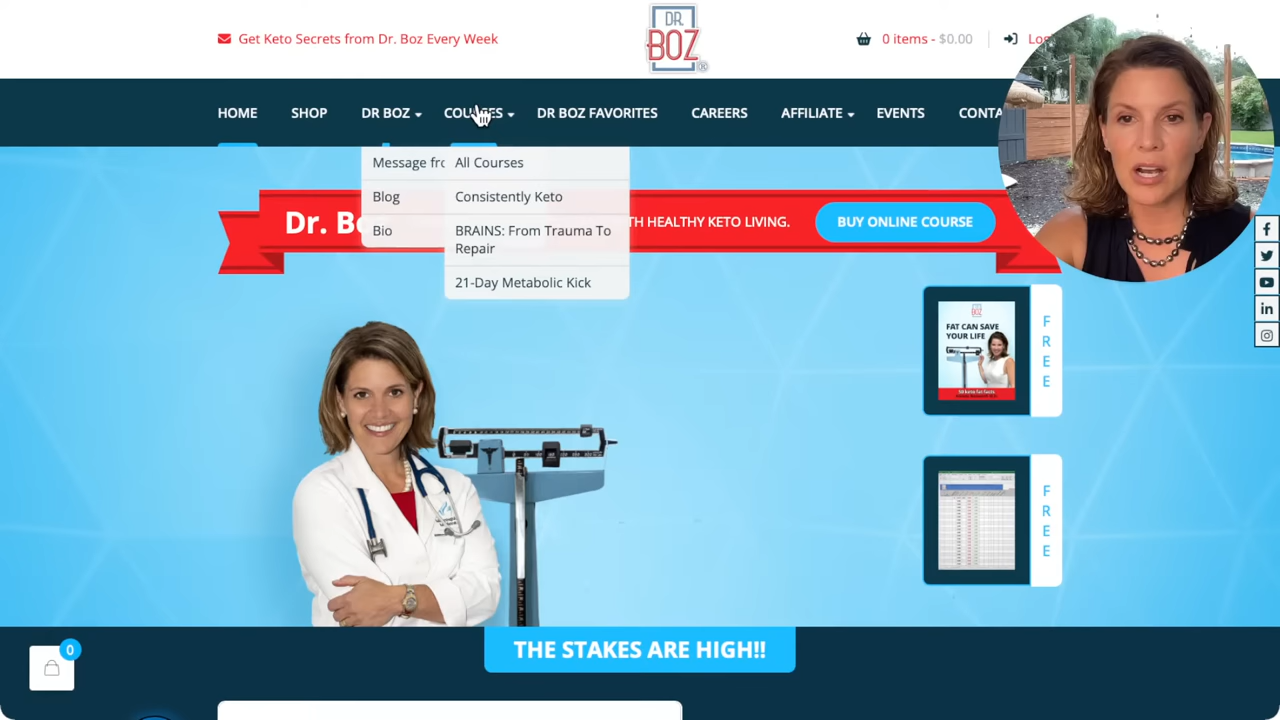 Get Keto Secrets from Dr. Boz Every Week
DR.
BOZ
®
0 items - $0.00
HOME
SHOP
DR BOZ
COURSES
DR BOZ FAVORITES
CAREERS
AFFILIATE
EVENTS
Message
All Courses
Blog
Consistently Keto
Bio
BRAINS: From Trauma To
Repair
21-Day Metabolic Kick
Dr.
HEALTHY KETO LIVING.
BUY ONLINE COURSE
FAT CAN SAVE
YOUR LIFE
FREE
FREE
THE STAKES ARE HIGH!!
0